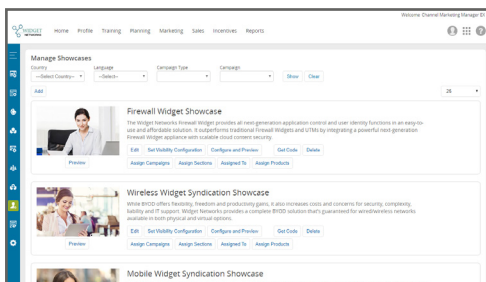 Welcome Channel Marketing Manager Eli
WIDGET
NETWORKS
Home Profile Training Planning Marketing Sales Incentives Reports
Manage Showcases
Country Language Campaign Type Campaign
--Select Country-- --Select-- Show Clear
Add 25
Firewall Widget Showcase
The Widget Networks Firewall Widget provides all next-generation application control and user identity functions in an easy-
use and affordable solution. It outperforms traditional Firewall Widgets and UTMs by integrating a powerful next-generation
Firewall Widget appliance with scalable cloud content security.
Edit Set Visibility Configuration Configure and Preview Get Code Delete
Preview Assign Campaigns Assign Sections Assigned To Assign Products
Wireless Widget Syndication Showcase
While BYOD offers flexibility, freedom and productivity gains, it also increases costs and concerns for security, complexity,
liability and IT support. Widget Networks provides a complete BYOD solution that's guaranteed for wired/wireless networks
available in both physical and virtual options.
Edit Set Visibility Configuration Configure and Preview Get Code Delete
Preview Assign Campaigns Assign Sections Assigned To Assign Products
Mobile Widget Syndication Showcase